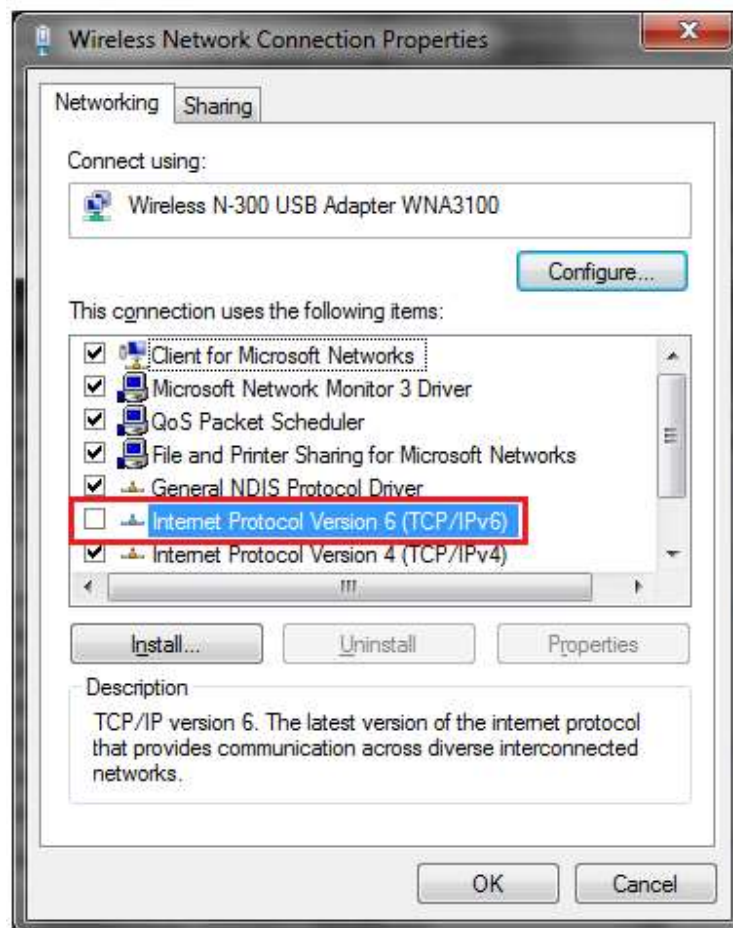 Wireless Network Connection Properties
Networking
Sharing
Connect using:
Wireless N-300 USB Adapter WNA3100
Configure...
This connection uses the following items:
Client for Microsoft Networks
Microsoft Network Monitor 3 Driver
QoS Packet Scheduler
File and Printer Sharing for Microsoft Networks
General NDIS Protocol Driver
Internet Protocol Version 6 (TCP/IPv6)
Internet Protocol Version 4 (TCP/IPv4)
Install...
Uninstall
Properties
Description
TCP/IP version 6. The latest version of the internet protocol
that provides communication across diverse interconnected
networks.
OK
Cancel